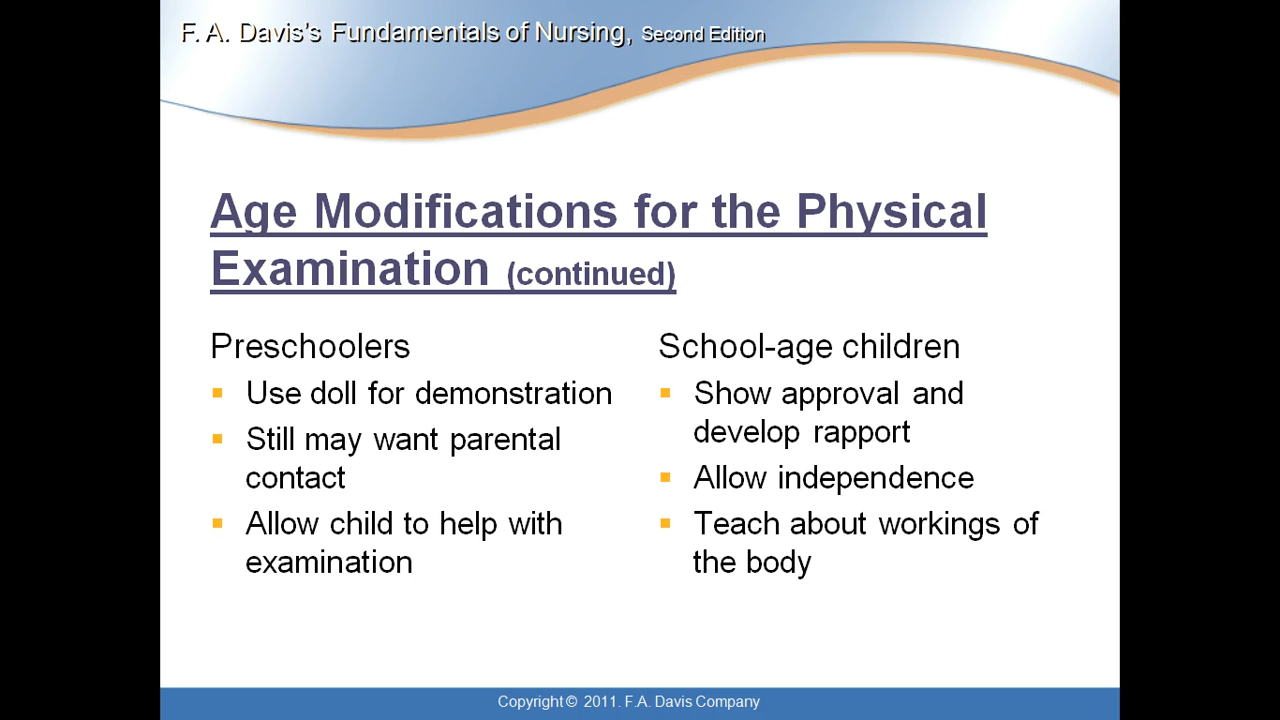 F. A. Davis's Fundamentals of Nursing, Second Edition
Age Modifications for the Physical
Examination (continued)
Preschoolers
Use doll for demonstration
Still may want parental
contact
Allow child to help with
examination
School-age children
Show approval and
develop rapport
Allow independence
Teach about workings of
the body
Copyright © 2011. F.A. Davis Company